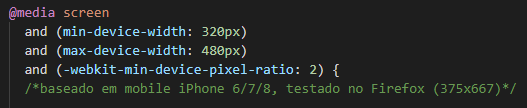 @media screen
and (min-device-width: 320px)
and (max-device-width: 480px)
and (-webkit-min-device-pixel-ratio: 2) {
/*baseado em mobile iPhone 6/7/8, testado no Firefox (375x667)*/